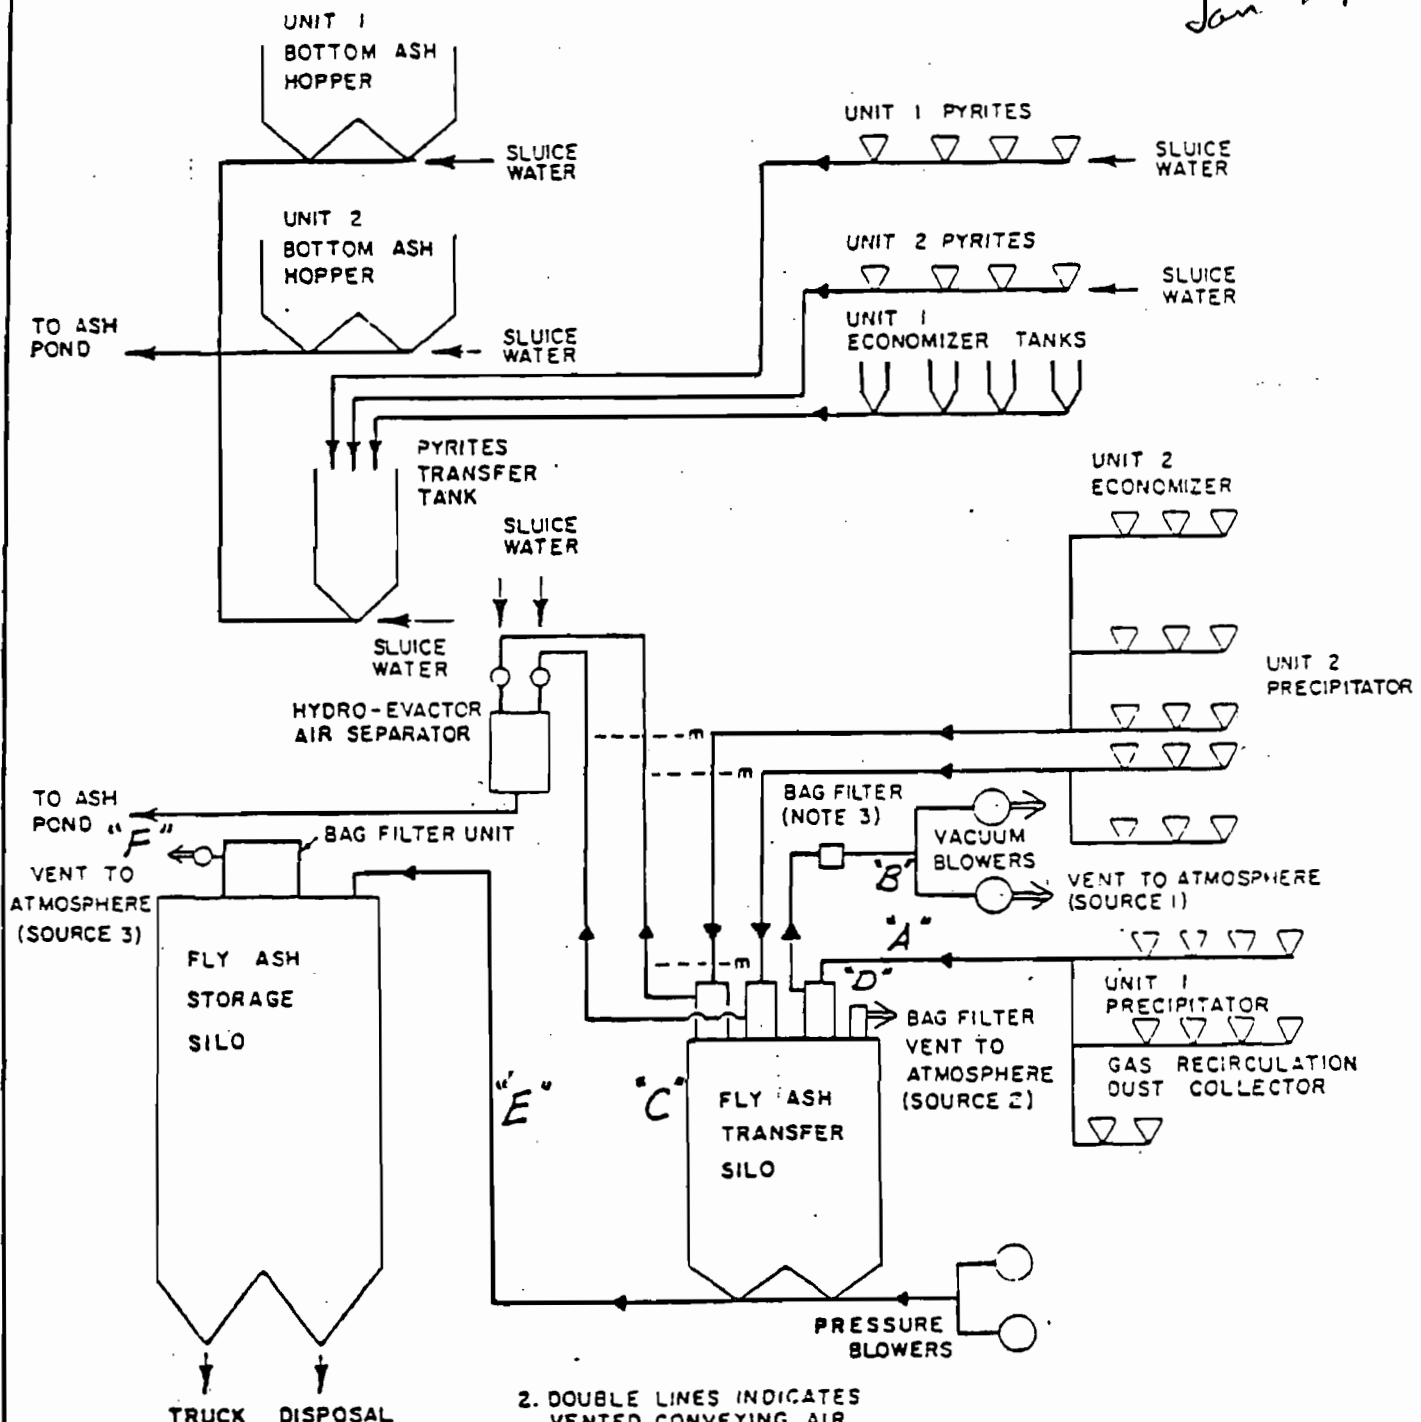 Jan.
UNIT 1
BOTTOM ASH
HOPPER
SLUICE
WATER
UNIT 1 PYRITES
SLUICE
WATER
UNIT 2
BOTTOM ASH
HOPPER
UNIT 2 PYRITES
SLUICE
WATER
TO ASH
POND
SLUICE
WATER
UNIT 1
ECONOMIZER TANKS
PYRITES
TRANSFER
TANK
UNIT 2
ECONOMIZER
SLUICE
WATER
SLUICE
WATER
UNIT 2
PRECIPITATOR
HYDRO-EVACTOR
AIR SEPARATOR
m
m
TO ASH
POND
"F"
BAG FILTER UNIT
BAG FILTER
(NOTE 3)
VACUUM
BLOWERS
"B"
VENT TO
ATMOSPHERE
(SOURCE 3)
VENT TO ATMOSPHERE
(SOURCE 1)
"A"
m
"D"
FLY ASH
STORAGE
SILO
UNIT 1
PRECIPITATOR
BAG FILTER
VENT TO
ATMOSPHERE
(SOURCE 2)
GAS RECIRCULATION
DUST COLLECTOR
"E"
"C"
FLY ASH
TRANSFER
SILO
PRESSURE
BLOWERS
TRUCK DISPOSAL
2. DOUBLE LINES INDICATES
VENTED CONVEYING AIR